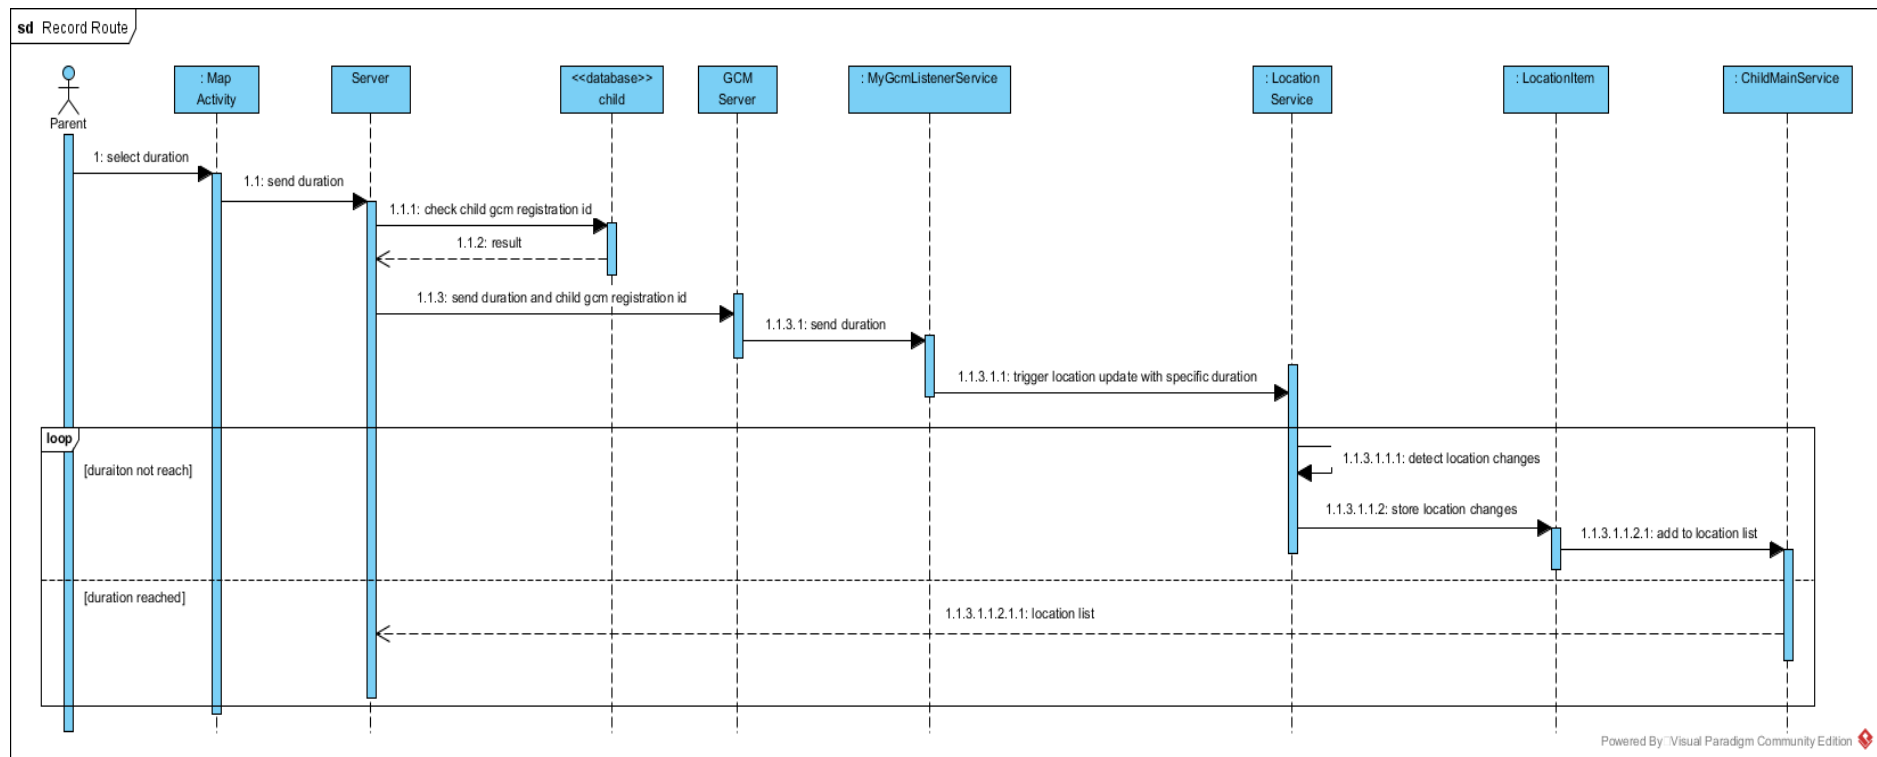 sd Record Route
Parent
: Map
Activity
Server
<<database>>
child
GCM
Server
: MyGcmListenerService
: Location
Service
: LocationItem
: ChildMainService
1: select duration
1.1: send duration
1.1.1: check child gcm registration id
1.1.2: result
1.1.3: send duration and child gcm registration id
1.1.3.1: send duration
1.1.3.1.1: trigger location update with specific duration
loop
[duraiton not reach]
1.1.3.1.1.1: detect location changes
1.1.3.1.1.2: store location changes
1.1.3.1.1.2.1: add to location list
[duration reached]
1.1.3.1.1.2.1.1: location list
Powered By Visual Paradigm Community Edition